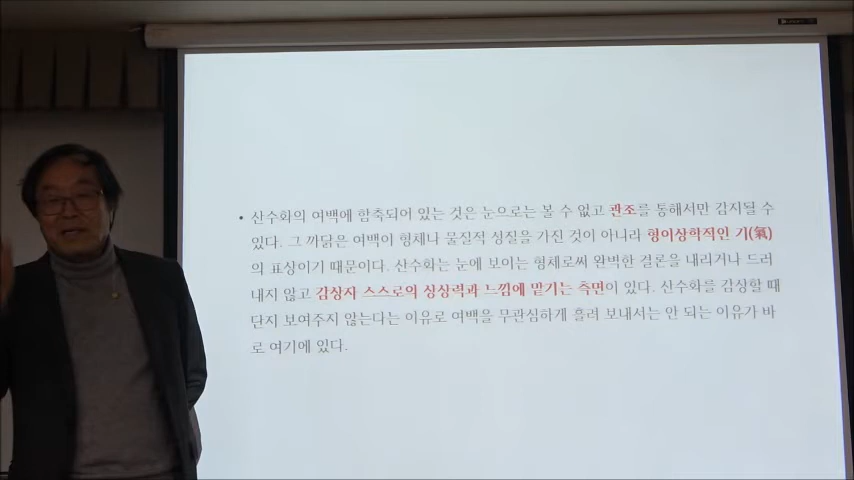 • 산수화의 여백에 함축되어 있는 것은 눈으로는 볼 수 없고 관조를 통해서만 감지될 수
있다. 그 까닭은 여백이 형체나 물질적 성질을 가진 것이 아니라 형이상학적인 기(氣)
의 표상이기 때문이다. 산수화는 눈에 보이는 형체로써 완벽한 결론을 내리거나 드러
내지 않고 감상자 스스로의 상상력과 느낌에 맡기는 측면이 있다. 산수화를 감상할 때
단지 보여주지 않는다는 이유로 여백을 무관심하게 흘려 보내서는 안 되는 이유가 바
로 여기에 있다.